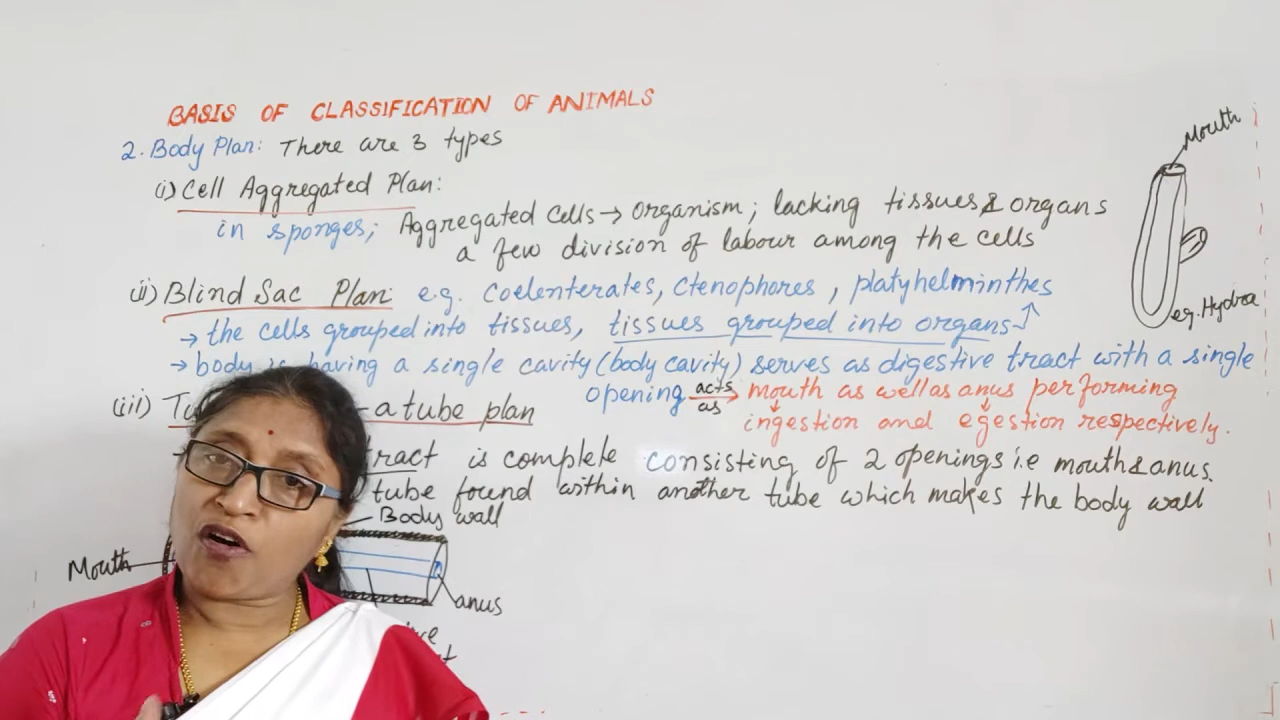 BASIS OF CLASSIFICATION OF ANIMALS
2. Body Plan: There are 3 types
(i) Cell Aggregated Plan:
in sponges; Aggregated Cells → Organism; lacking tissues & organs
a few division of labour among the cells
ii) Blind Sac Plan e.g. Coelenterates, Ctenophores, platyhelminthes
→ the cells grouped into tissues, tissues grouped into organs
→ body is having a single cavity (body cavity) serves as digestive tract with a single
opening acts as → mouth as well as anus performing
ingestion and egestion respectively.
(iii) a tube plan
tract is complete consisting of 2 openings i.e mouth & anus.
tube found within another tube which makes the body wall
Body wall
Mouth
anus
Mouth
eg. Hydra